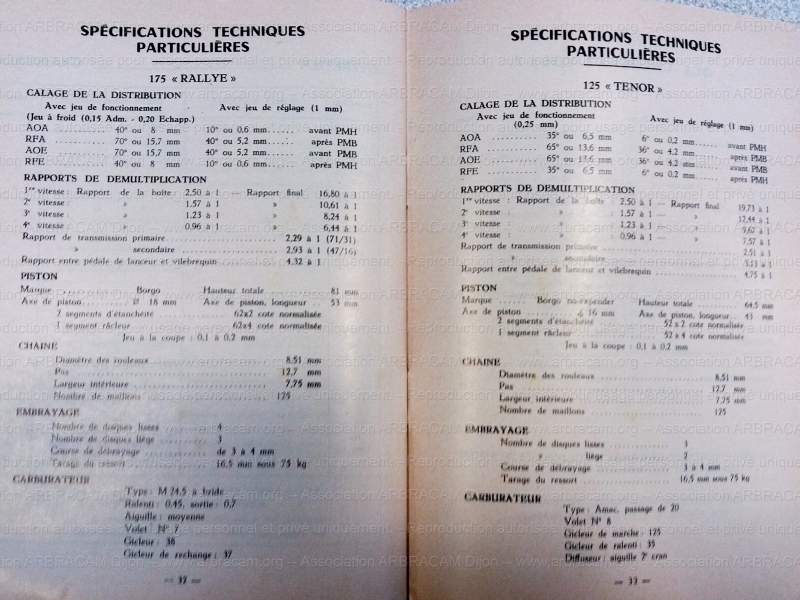 SPÉCIFICATIONS TECHNIQUES
PARTICULIÈRES
175 « RALLYE »
CALAGE DE LA DISTRIBUTION
Avec jeu de fonctionnement Avec jeu de réglage (1 mm)
(Jeu à froid (0,15 Adm. - 0,20 Echapp.)
AOA ........... 40° ou 8 mm 10° ou 0,6 mm...... avant PMH
RFA ........... 70° ou 15,7 mm 40° ou 5,2 mm...... après PMB
AOE ........... 70° ou 15,7 mm 40° ou 5,2 mm...... avant PMB
RFE ........... 40° ou 8 mm 10° ou 0,6 mm...... après PMH
RAPPORTS DE DEMULTIPLICATION
1re vitesse : Rapport de la boîte : 2,50 à 1 — Rapport final 16,80 à 1
2e vitesse : » 1,57 à 1 » 10,61 à 1
3e vitesse : » 1,23 à 1 » 8,24 à 1
4e vitesse : » 0,96 à 1 » 6,44 à 1
Rapport de transmission primaire ........ 2,29 à 1 (71/31)
» secondaire ........ 2,93 à 1 (47/16)
Rapport entre pédale de lanceur et vilebrequin ........ 4,32 à 1
PISTON
Marque ........ Borgo Hauteur totale ........ 81 mm
Axe de piston ...... Ø 18 mm Axe de piston, longueur ...... 53 mm
2 segments d'étanchéité 62x2 cote normalisée
1 segment râcleur 62x4 cote normalisée
Jeu à la coupe : 0,1 à 0,2 mm
CHAINE
Diamètre des rouleaux ........ 8,51 mm
Pas ........ 12,7 mm
Largeur intérieure ........ 7,75 mm
Nombre de maillons ........ 125
EMBRAYAGE
Nombre de disques lisses ........ 4
Nombre de disques liège ........ 3
Course de débrayage ........ de 3 à 4 mm
Tarage du ressort ........ 16,5 mm sous 75 kg
CARBURATEUR
Type : M 24,5 à bride
Ralenti : 0,45, sortie : 0,7
Aiguille : moyenne
Volet N° 7
Gicleur : 38
Gicleur de rechange : 37
— 32 —
SPÉCIFICATIONS TECHNIQUES
PARTICULIÈRES
125 « TENOR »
CALAGE DE LA DISTRIBUTION
Avec jeu de fonctionnement Avec jeu de réglage (1 mm)
(0,25 mm)
AOA ........... 35° ou 6,5 mm 6° ou 0,2 mm...... avant PMH
RFA ........... 65° ou 13,6 mm 36° ou 4,2 mm...... après PMB
AOE ........... 65° ou 13,6 mm 36° ou 4,2 mm...... avant PMB
RFE ........... 35° ou 6,5 mm 6° ou 0,2 mm...... après PMH
RAPPORTS DE DEMULTIPLICATION
1re vitesse : Rapport de la boîte : 2,50 à 1 — Rapport final 19,73 à 1
2e vitesse : » 1,57 à 1 — » 12,44 à 1
3e vitesse : » 1,23 à 1 — » 9,67 à 1
4e vitesse : » 0,96 à 1 — » 7,57 à 1
Rapport de transmission primaire ........ 2,51 à 1
» secondaire ........ 3,13 à 1
Rapport entre pédale de lanceur et vilebrequin ........ 4,75 à 1
PISTON
Marque ...... Borgo no-expender Hauteur totale ........ 64,5 mm
Axe de piston ........ ϕ 16 mm Axe de piston, longueur .. 43 mm
2 segments d'étanchéité ........ 52 x 2 cote normalisée
1 segment râcleur ........ 52 x 4 cote normalisée
Jeu à la coupe : 0,1 à 0,2 mm
CHAINE
Diamètre des rouleaux ........ 8,51 mm
Pas ........ 12,7 mm
Largeur intérieure ........ 7,75 mm
Nombre de maillons ........ 125
EMBRAYAGE
Nombre de disques lisses ........ 3
» liège ........ 2
Course de débrayage ........ 3 à 4 mm
Tarage du ressort ........ 16,5 mm sous 75 kg
CARBURATEUR
Type : Amac, passage de 20
Volet N° 8
Gicleur de marche : 125
Gicleur de ralenti : 35
Diffuseur : aiguille 2e cran
— 33 —
Reproduction autorisée pour usage personnel et privé uniquement
www.arbracam.org – Association ARBRACAM Dijon